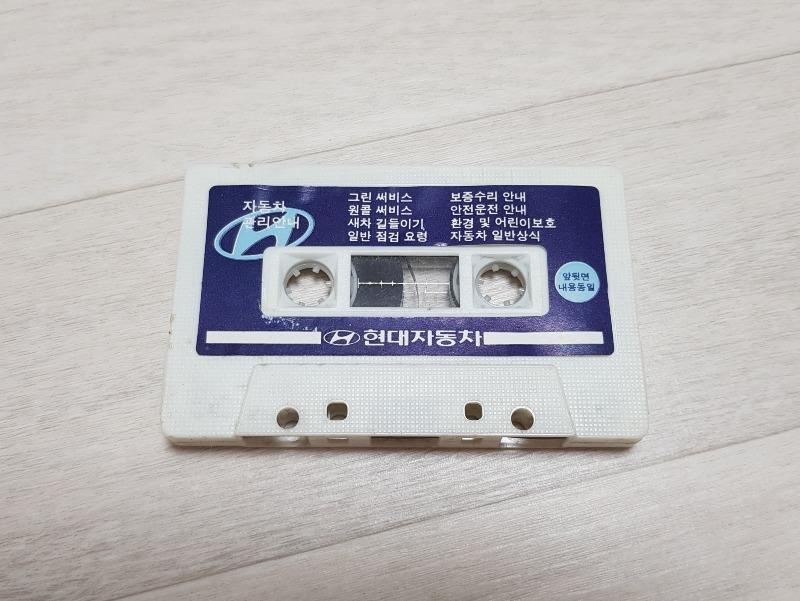 자동차
관리안내
그린 써비스
원콜 써비스
새차 길들이기
일반 점검 요령
보증수리 안내
안전운전 안내
환경 및 어린이보호
자동차 일반상식
앞뒷면
내용동일
현대자동차